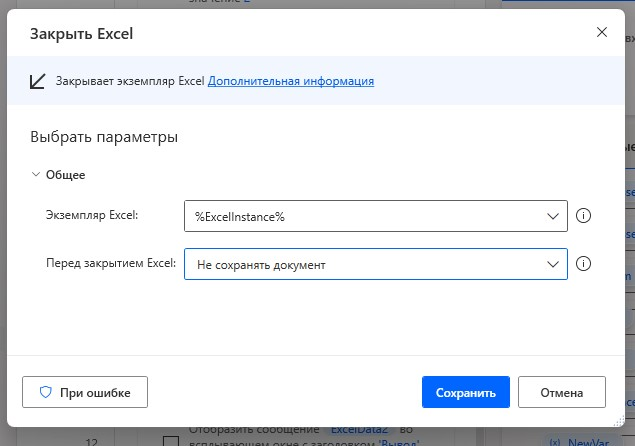 Закрыть Excel
Закрывает экземпляр Excel Дополнительная информация
Выбрать параметры
Общее
Экземпляр Excel:
%ExcelInstance%
Перед закрытием Excel:
Не сохранять документ
При ошибке
Сохранить
Отмена
12
Отобразить сообщение 'ExcelData2' во
всплывающем окне с заголовком 'Вывод'
(x) NewVar